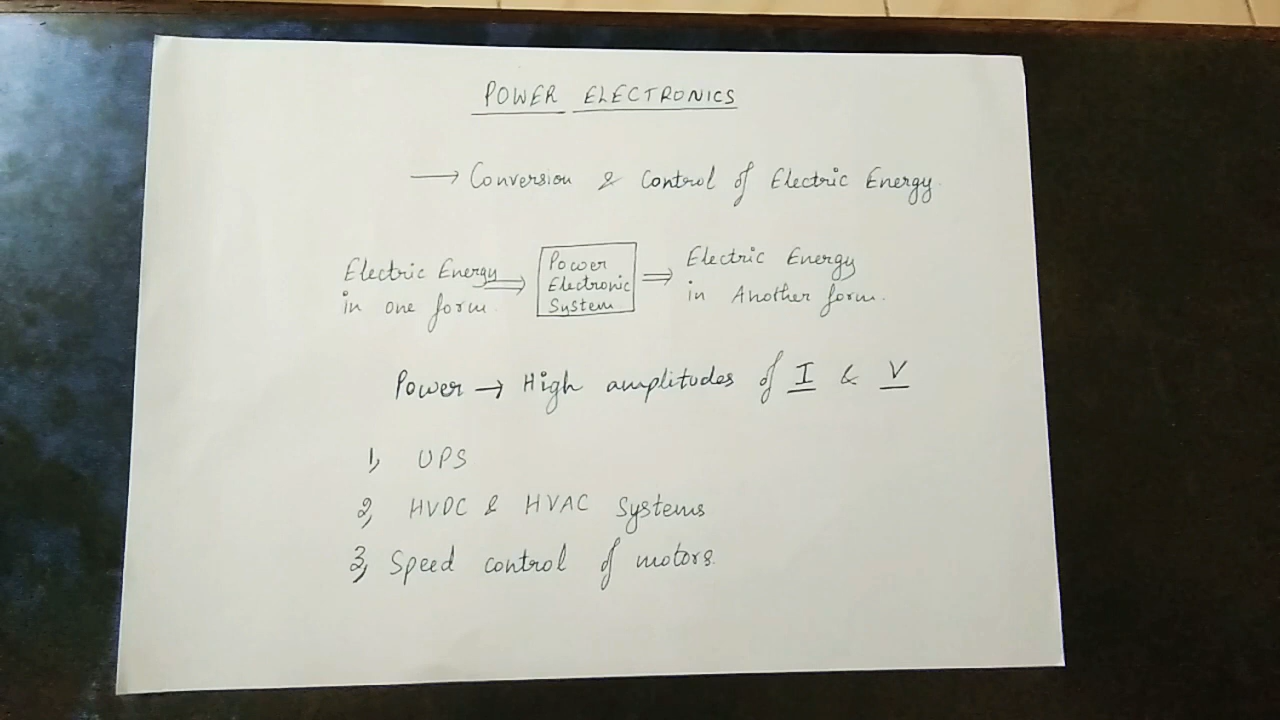 POWER ELECTRONICS
→ Conversion & Control of Electric Energy.
Electric Energy
in one form
⇒
Power
Electronic
System
⇒
Electric Energy
in Another form.
Power → High amplitudes of I & V
1, UPS
2, HVDC & HVAC Systems
3, Speed control of motors.